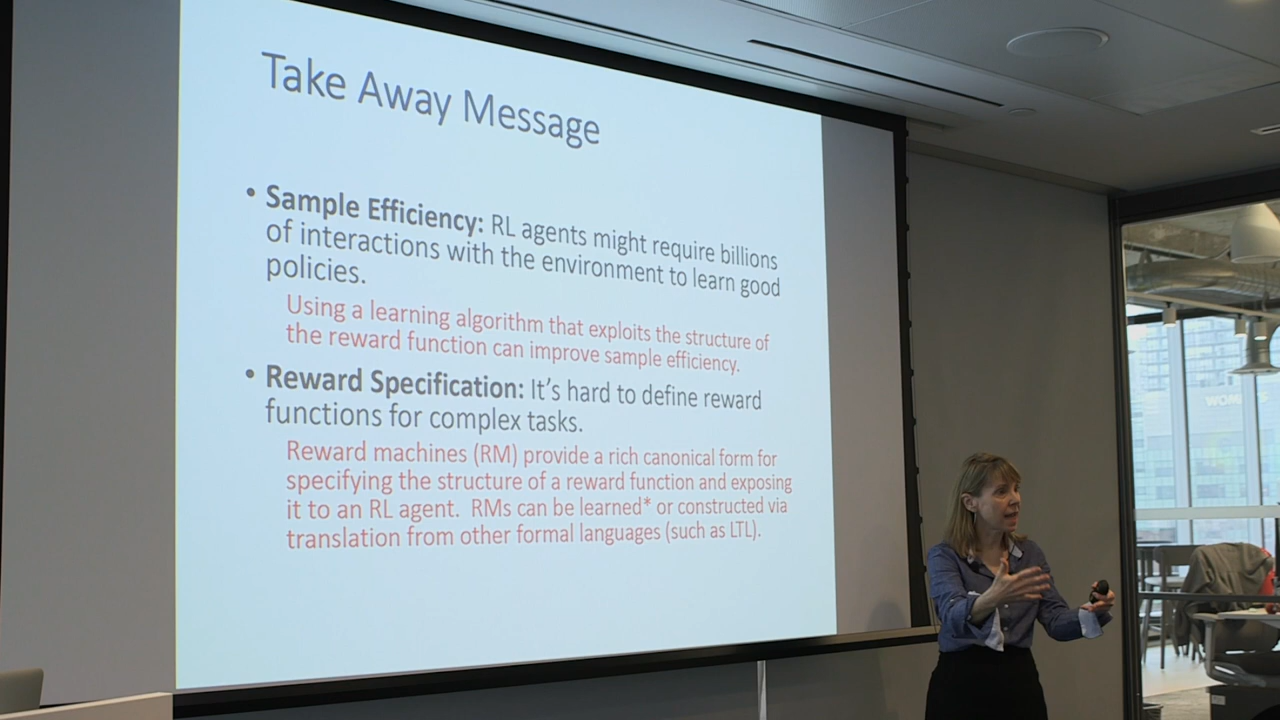 Take Away Message
• Sample Efficiency: RL agents might require billions
of interactions with the environment to learn good
policies.
Using a learning algorithm that exploits the structure of
the reward function can improve sample efficiency.
• Reward Specification: It's hard to define reward
functions for complex tasks.
Reward machines (RM) provide a rich canonical form for
specifying the structure of a reward function and exposing
it to an RL agent. RMs can be learned* or constructed via
translation from other formal languages (such as LTL).